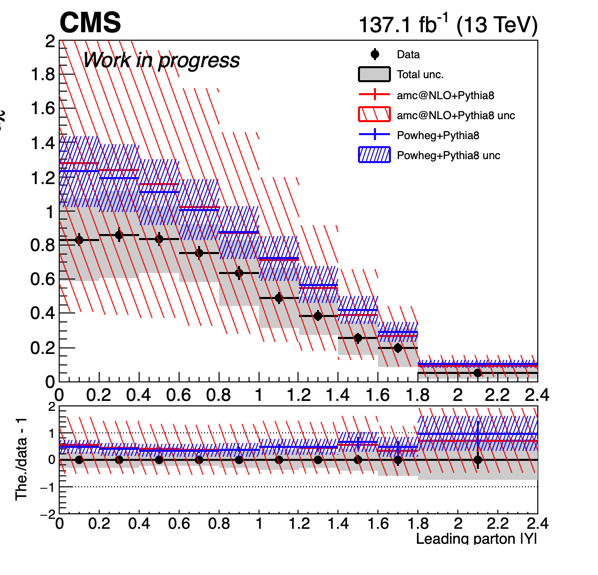 CMS 137.1 fb⁻¹ (13 TeV)
Work in progress
Data
Total unc.
amc@NLO+Pythia8
amc@NLO+Pythia8 unc
Powheg+Pythia8
Powheg+Pythia8 unc
2
1.8
1.6
1.4
1.2
1
0.8
0.6
0.4
0.2
0
0 0.2 0.4 0.6 0.8 1 1.2 1.4 1.6 1.8 2 2.2 2.4
The./data - 1
2
1
0
−1
−2
0 0.2 0.4 0.6 0.8 1 1.2 1.4 1.6 1.8 2 2.2 2.4
Leading parton |Y|